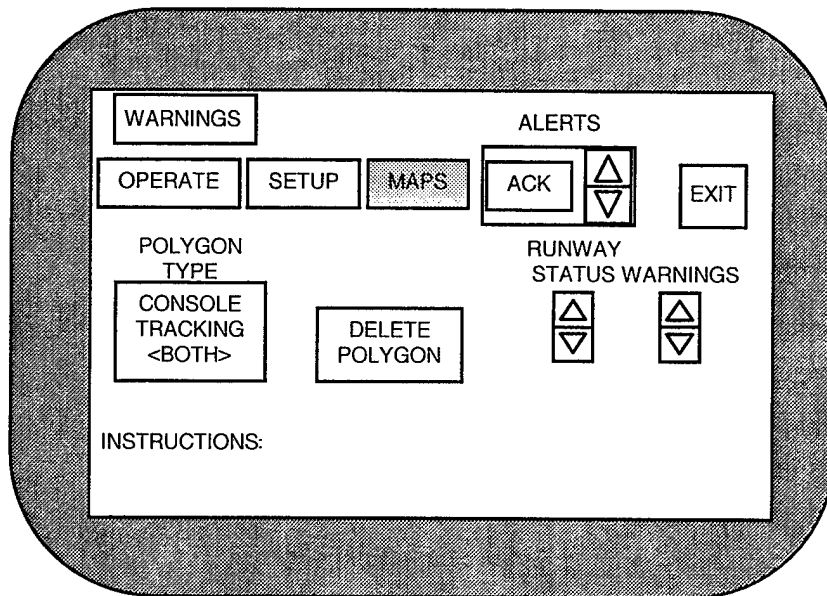 WARNINGS
ALERTS
OPERATE
SETUP
MAPS
ACK
EXIT
POLYGON
TYPE
CONSOLE
TRACKING
<BOTH>
DELETE
POLYGON
RUNWAY
STATUS WARNINGS
INSTRUCTIONS: